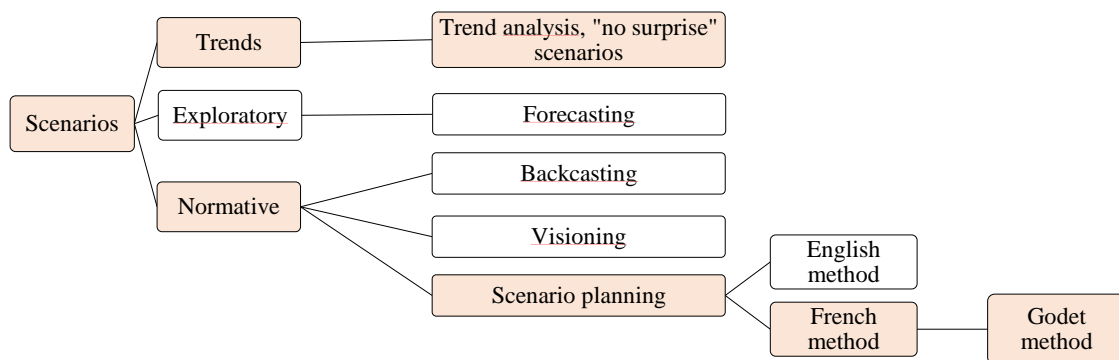 Scenarios
Trends
Trend analysis, "no surprise"
scenarios
Exploratory
Forecasting
Normative
Backcasting
Visioning
Scenario planning
English
method
French
method
Godet
method